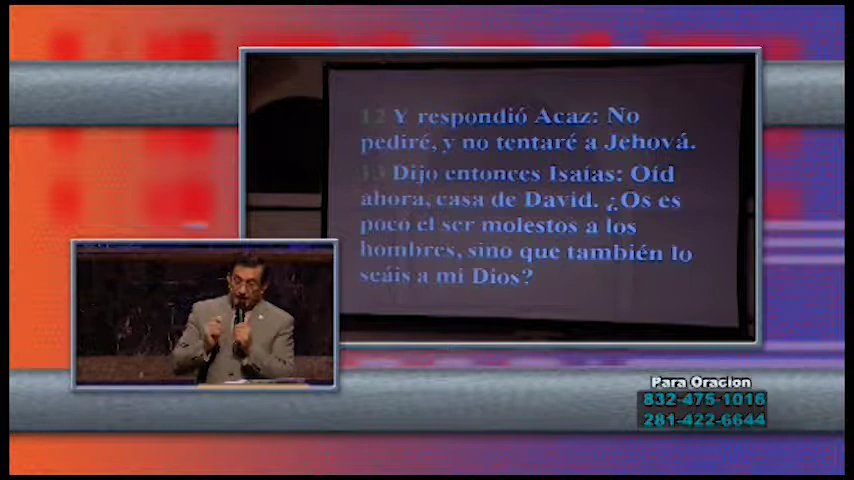 12 Y respondió Acaz: No
pediré, y no tentaré a Jehová.
13 Dijo entonces Isaías: Oíd
ahora, casa de David. ¿Os es
poco el ser molestos a los
hombres, sino que también lo
seáis a mi Dios?
Para Oracion
832-475-1016
281-422-6644